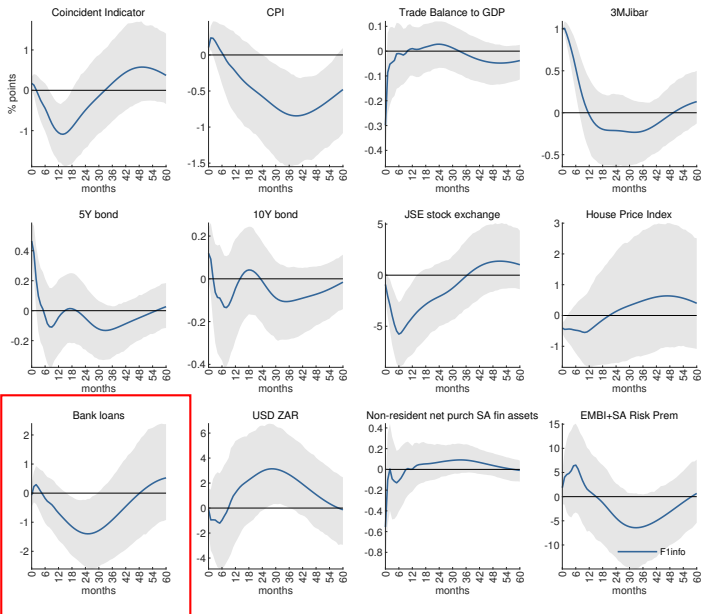 Coincident Indicator CPI Trade Balance to GDP 3MJibar
% points
1 0 -1
0 -0.5 -1 -1.5
0.1 0 -0.1 -0.2 -0.3 -0.4
1 0.5 0 -0.5
0 6 12 18 24 30 36 42 48 54 60 0 6 12 18 24 30 36 42 48 54 60 0 6 12 18 24 30 36 42 48 54 60 0 6 12 18 24 30 36 42 48 54 60
months months months months
5Y bond 10Y bond JSE stock exchange House Price Index
0.4 0.2 0 -0.2
0.2 0 -0.2 -0.4
5 0 -5
3 2 1 0 -1
0 6 12 18 24 30 36 42 48 54 60 0 6 12 18 24 30 36 42 48 54 60 0 6 12 18 24 30 36 42 48 54 60 0 6 12 18 24 30 36 42 48 54 60
months months months months
Bank loans USD ZAR Non-resident net purch SA fin assets EMBI+SA Risk Prem
2 1 0 -1 -2
6 4 2 0 -2 -4
0.4 0.2 0 -0.2 -0.4 -0.6 -0.8
15 10 5 0 -5 -10
F1info
0 6 12 18 24 30 36 42 48 54 60 0 6 12 18 24 30 36 42 48 54 60 0 6 12 18 24 30 36 42 48 54 60 0 6 12 18 24 30 36 42 48 54 60
months months months months